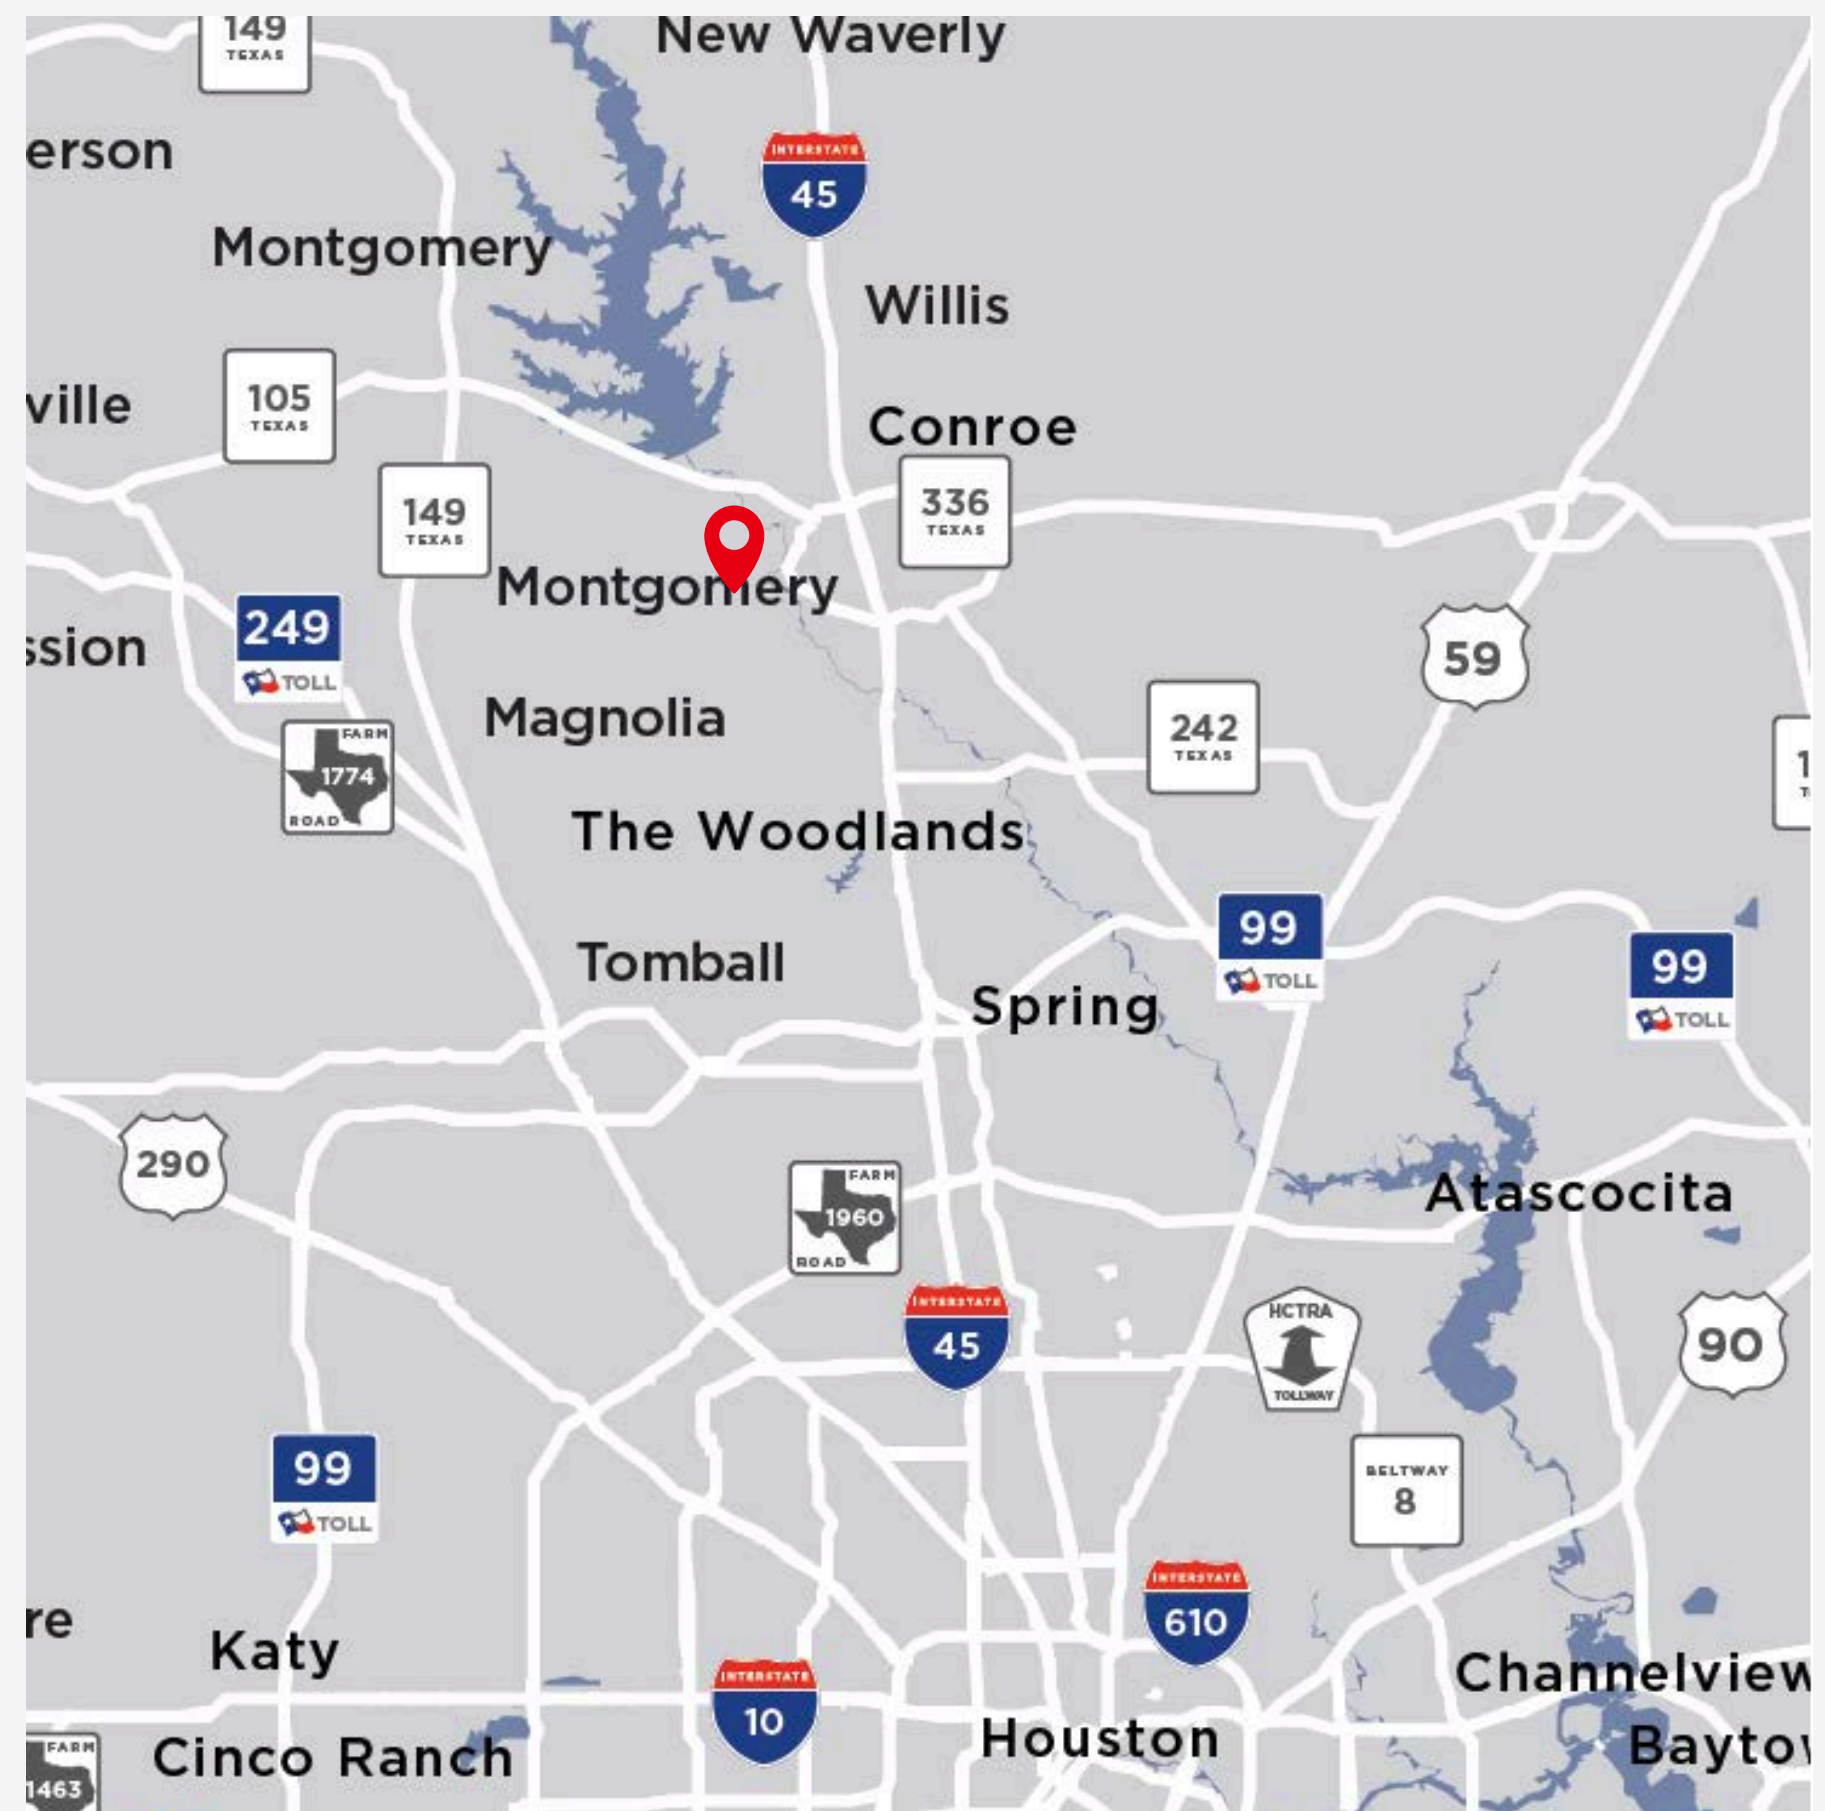 149
TEXAS
New Waverly
erson
INTERSTATE
45
Montgomery
Willis
105
TEXAS
ville
Conroe
149
TEXAS
336
TEXAS
Montgomery
249
TOLL
ssion
59
Magnolia
242
TEXAS
FARM
1774
ROAD
1
T
The Woodlands
99
TOLL
Tomball
99
TOLL
Spring
290
FARM
1960
ROAD
Atascocita
INTERSTATE
45
HCTRA
TOLLWAY
90
99
TOLL
BELTWAY
8
INTERSTATE
610
re
Katy
INTERSTATE
10
Channelview
Houston
Baytow
Cinco Ranch
FARM
1463